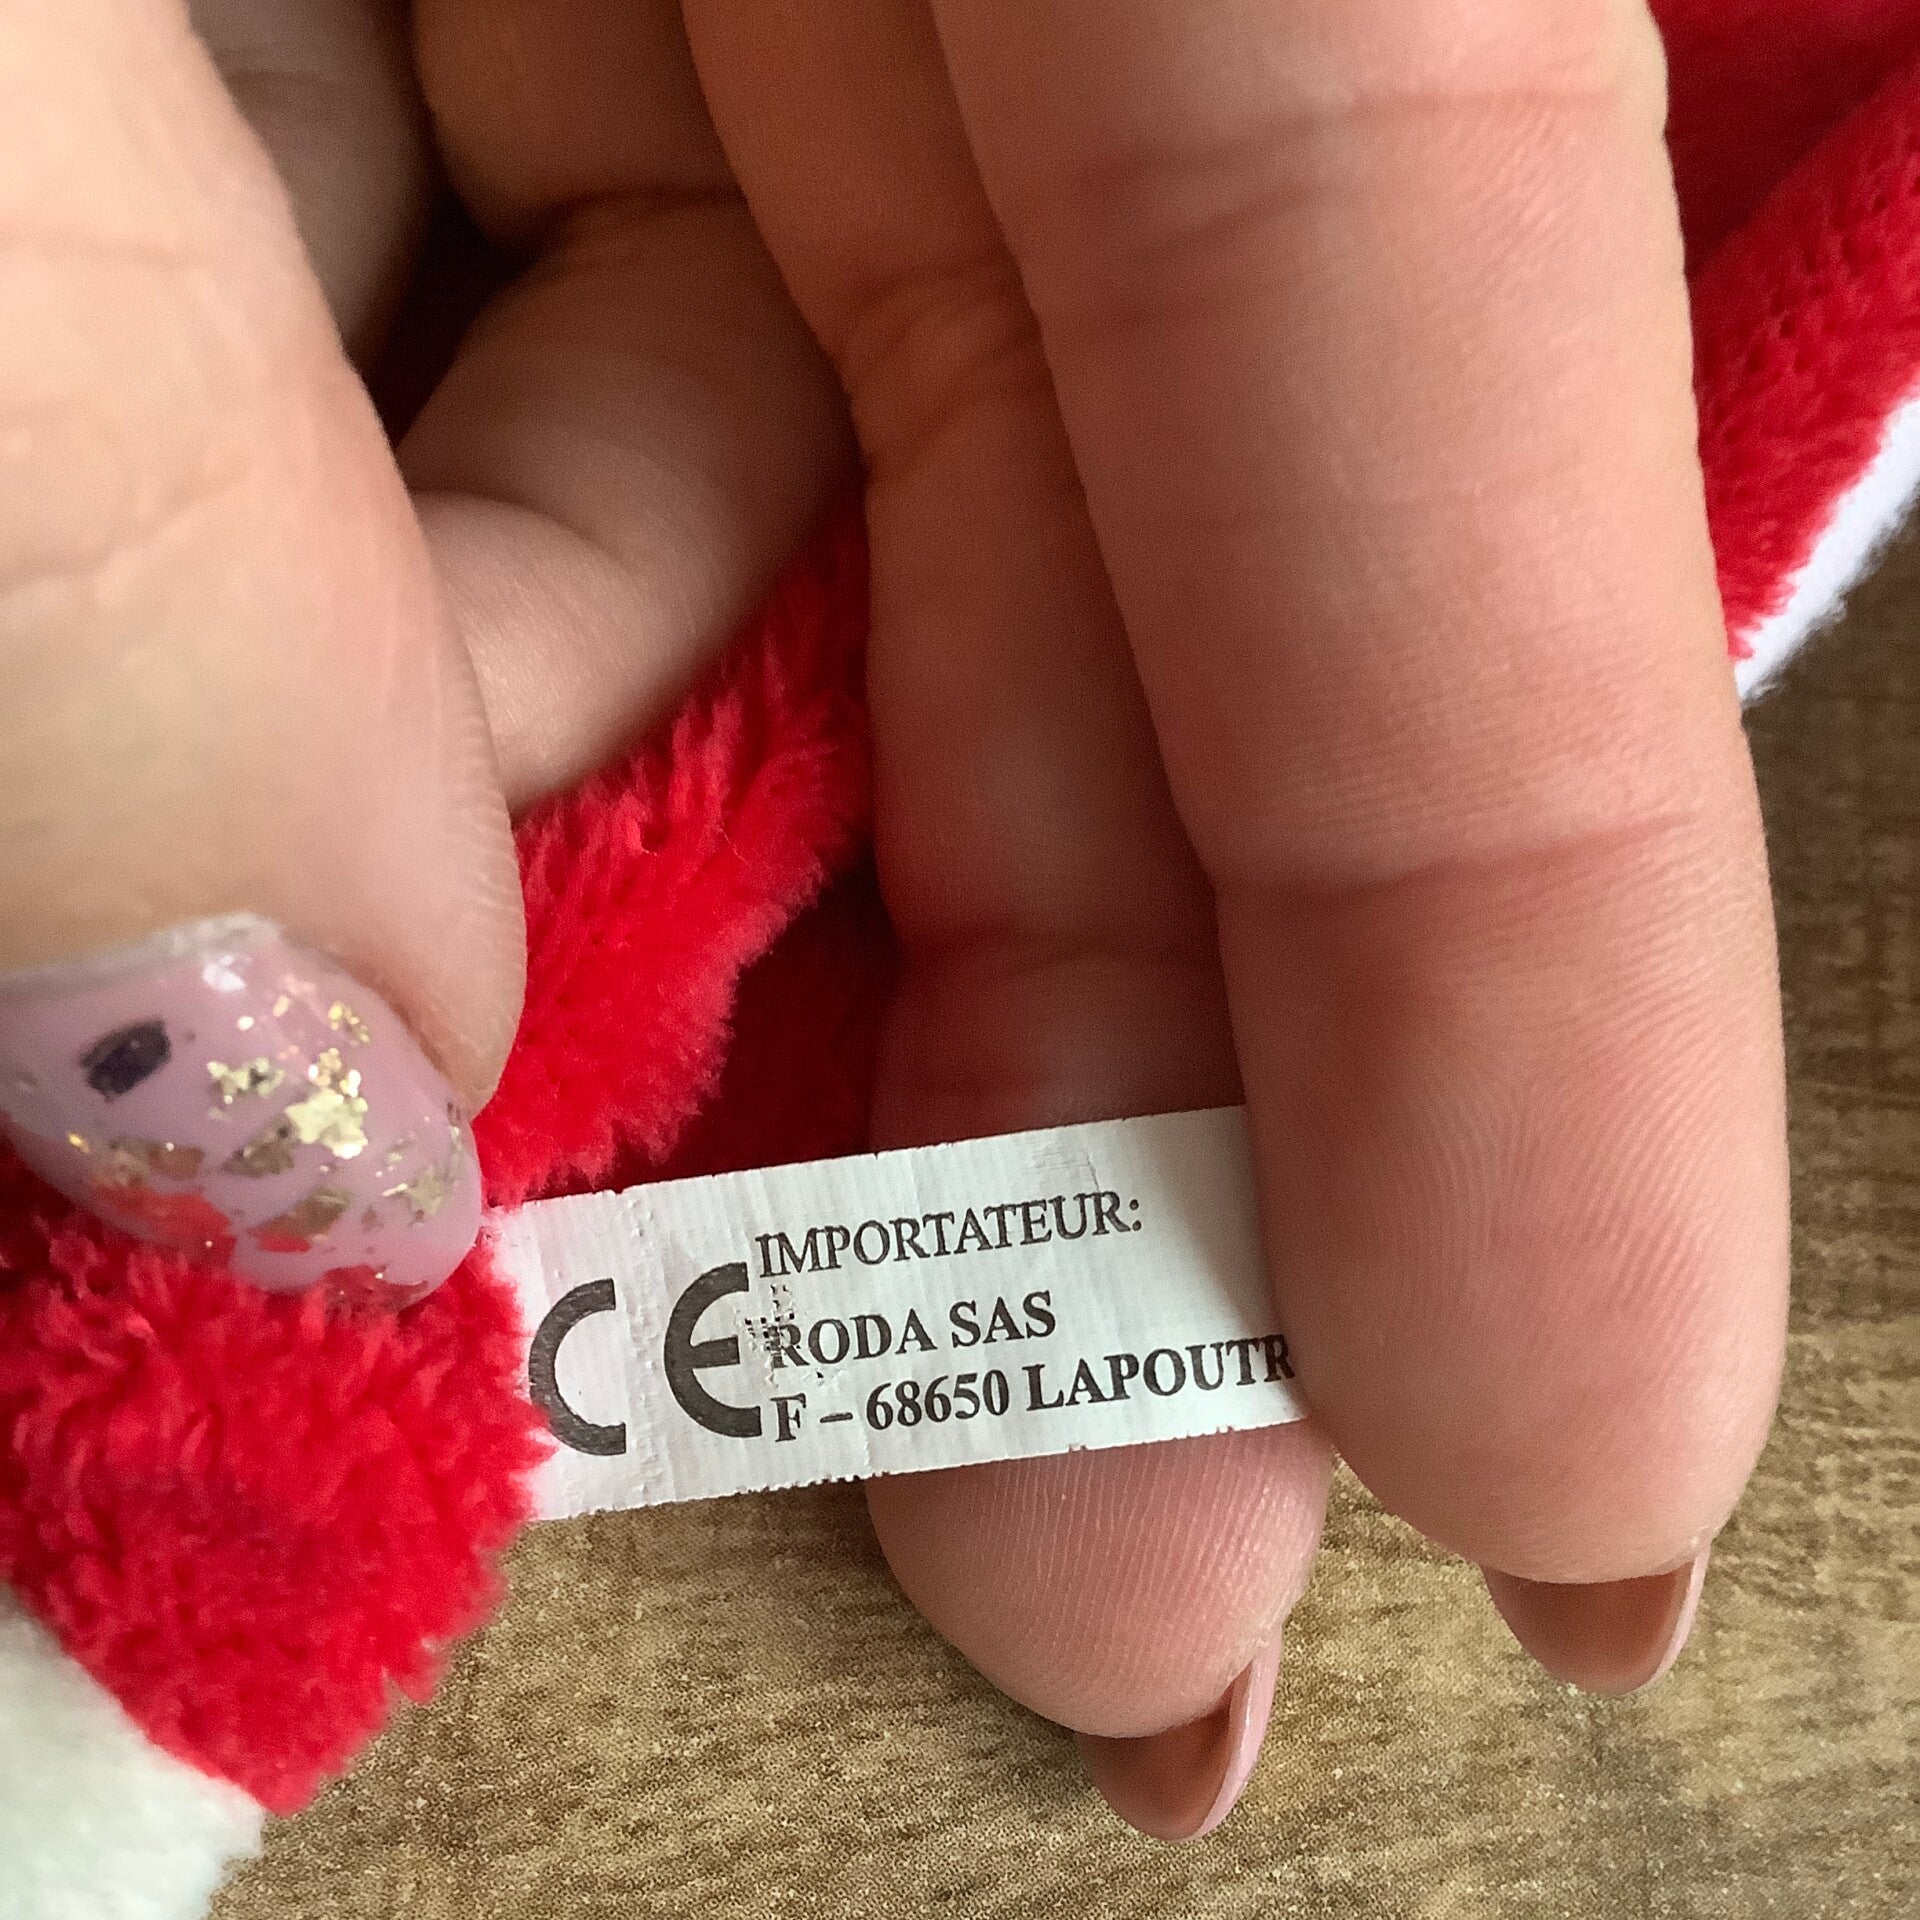 CE
IMPORTATEUR:
RODA SAS
F – 68650 LAPOUTR